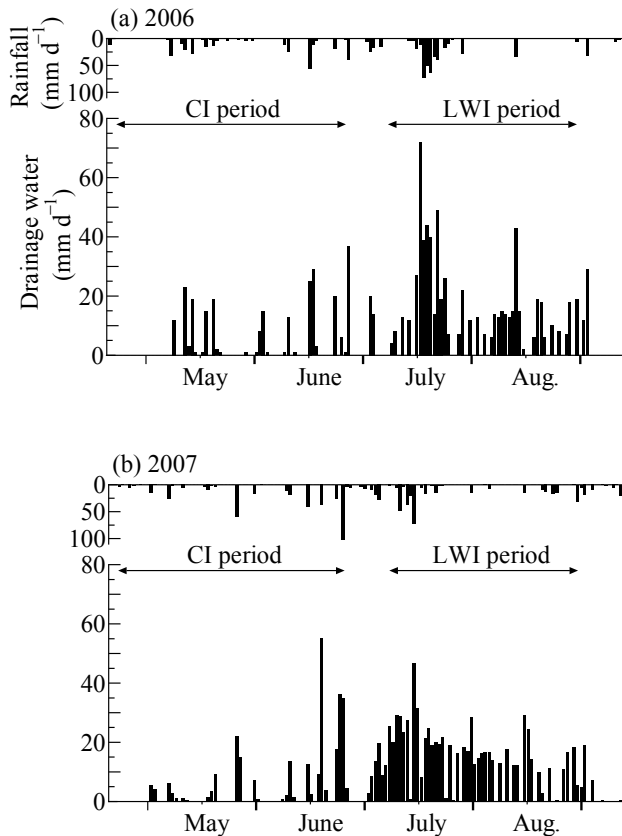 (a) 2006
Rainfall
(mm d⁻¹)
0
50
100
CI period
LWI period
Drainage water
(mm d⁻¹)
80
60
40
20
0
May
June
July
Aug.
(b) 2007
0
50
100
CI period
LWI period
80
60
40
20
0
May
June
July
Aug.